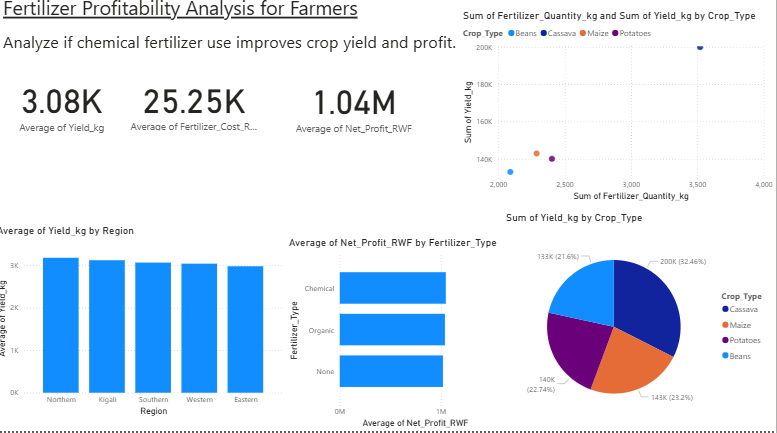 Fertilizer Profitability Analysis for Farmers
Analyze if chemical fertilizer use improves crop yield and profit.
3.08K
Average of Yield_kg
25.25K
Average of Fertilizer_Cost_R...
1.04M
Average of Net_Profit_RWF
Sum of Fertilizer_Quantity_kg and Sum of Yield_kg by Crop_Type
Crop_Type Beans Cassava Maize Potatoes
Sum of Yield_kg
200K
180K
160K
140K
2,000 2,500 3,000 3,500 4,000
Sum of Fertilizer_Quantity_kg
Average of Yield_kg by Region
Average of Yield_kg
3K
2K
1K
0K
Northern Kigali Southern Western Eastern
Region
Average of Net_Profit_RWF by Fertilizer_Type
Fertilizer_Type
Chemical
Organic
None
0M 1M
Average of Net_Profit_RWF
Sum of Yield_kg by Crop_Type
133K (21.6%)
200K (32.46%)
140K
(22.74%)
143K (23.2%)
Crop_Type
Cassava
Maize
Potatoes
Beans